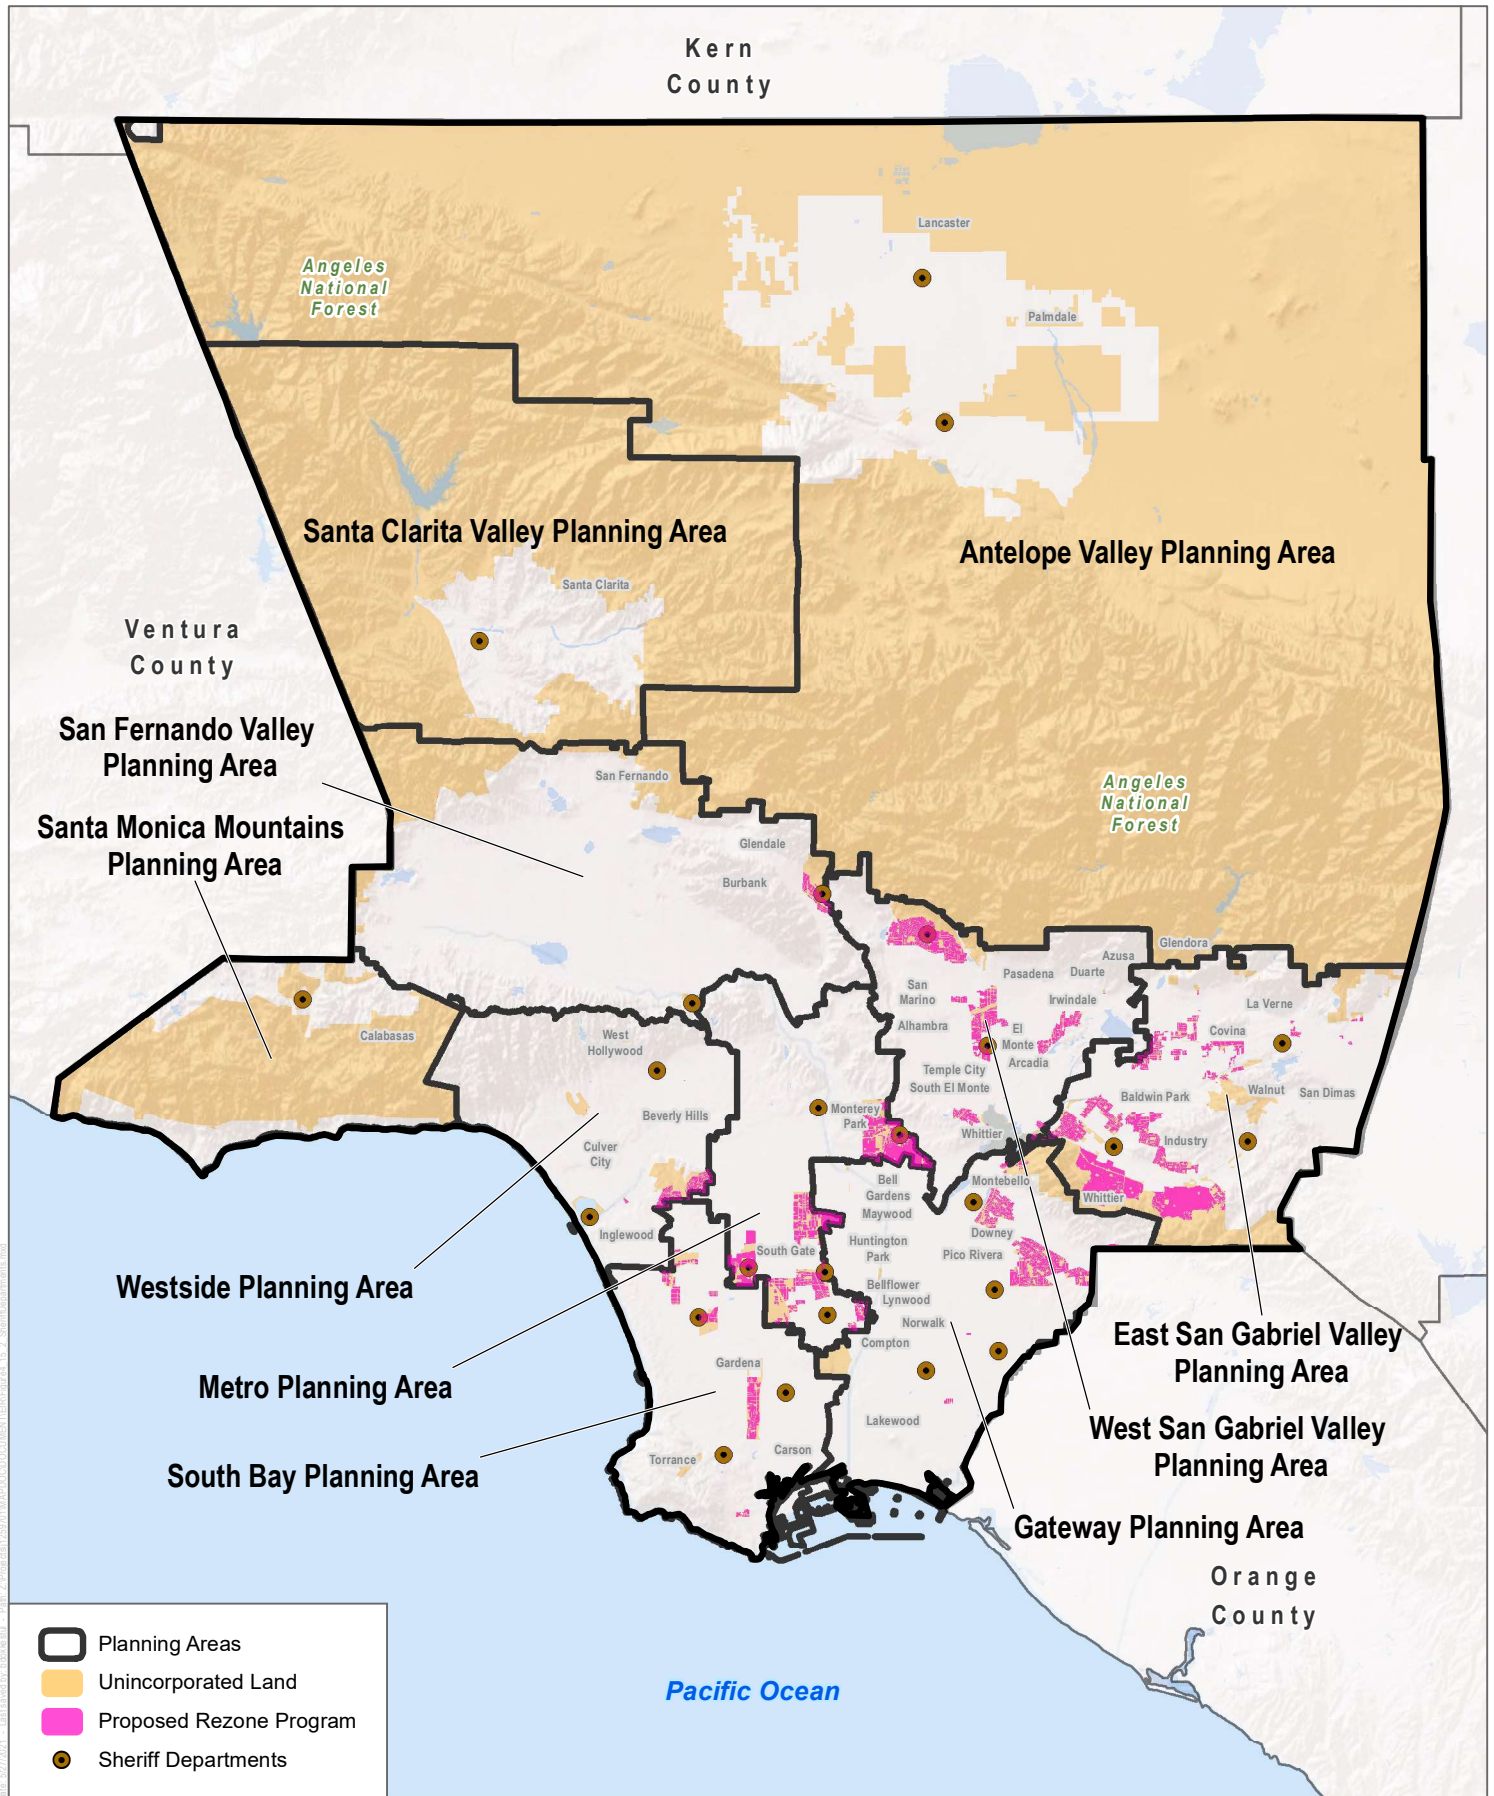 Kern
County
Lancaster
Angeles
National
Forest
Palmdale
Santa Clarita Valley Planning Area
Antelope Valley Planning Area
Santa Clarita
Ventura
County
San Fernando Valley
Planning Area
San Fernando
Angeles
National
Forest
Santa Monica Mountains
Planning Area
Glendale
Burbank
Glendora
Azusa
Pasadena
Duarte
San
Marino
Irwindale
La Verne
Alhambra
El
Monte
Covina
Calabasas
West
Hollywood
Arcadia
Temple City
South El Monte
Baldwin Park
Walnut
San Dimas
Beverly Hills
Monterey
Park
Whittier
Industry
Culver
City
Bell
Gardens
Montebello
Whittier
Maywood
Inglewood
South Gate
Huntington
Park
Downey
Pico Rivera
Westside Planning Area
Bellflower
Lynwood
Norwalk
Compton
East San Gabriel Valley
Planning Area
Gardena
Metro Planning Area
Lakewood
West San Gabriel Valley
Planning Area
Torrance
Carson
South Bay Planning Area
Gateway Planning Area
Orange
County
Pacific Ocean
Planning Areas
Unincorporated Land
Proposed Rezone Program
Sheriff Departments